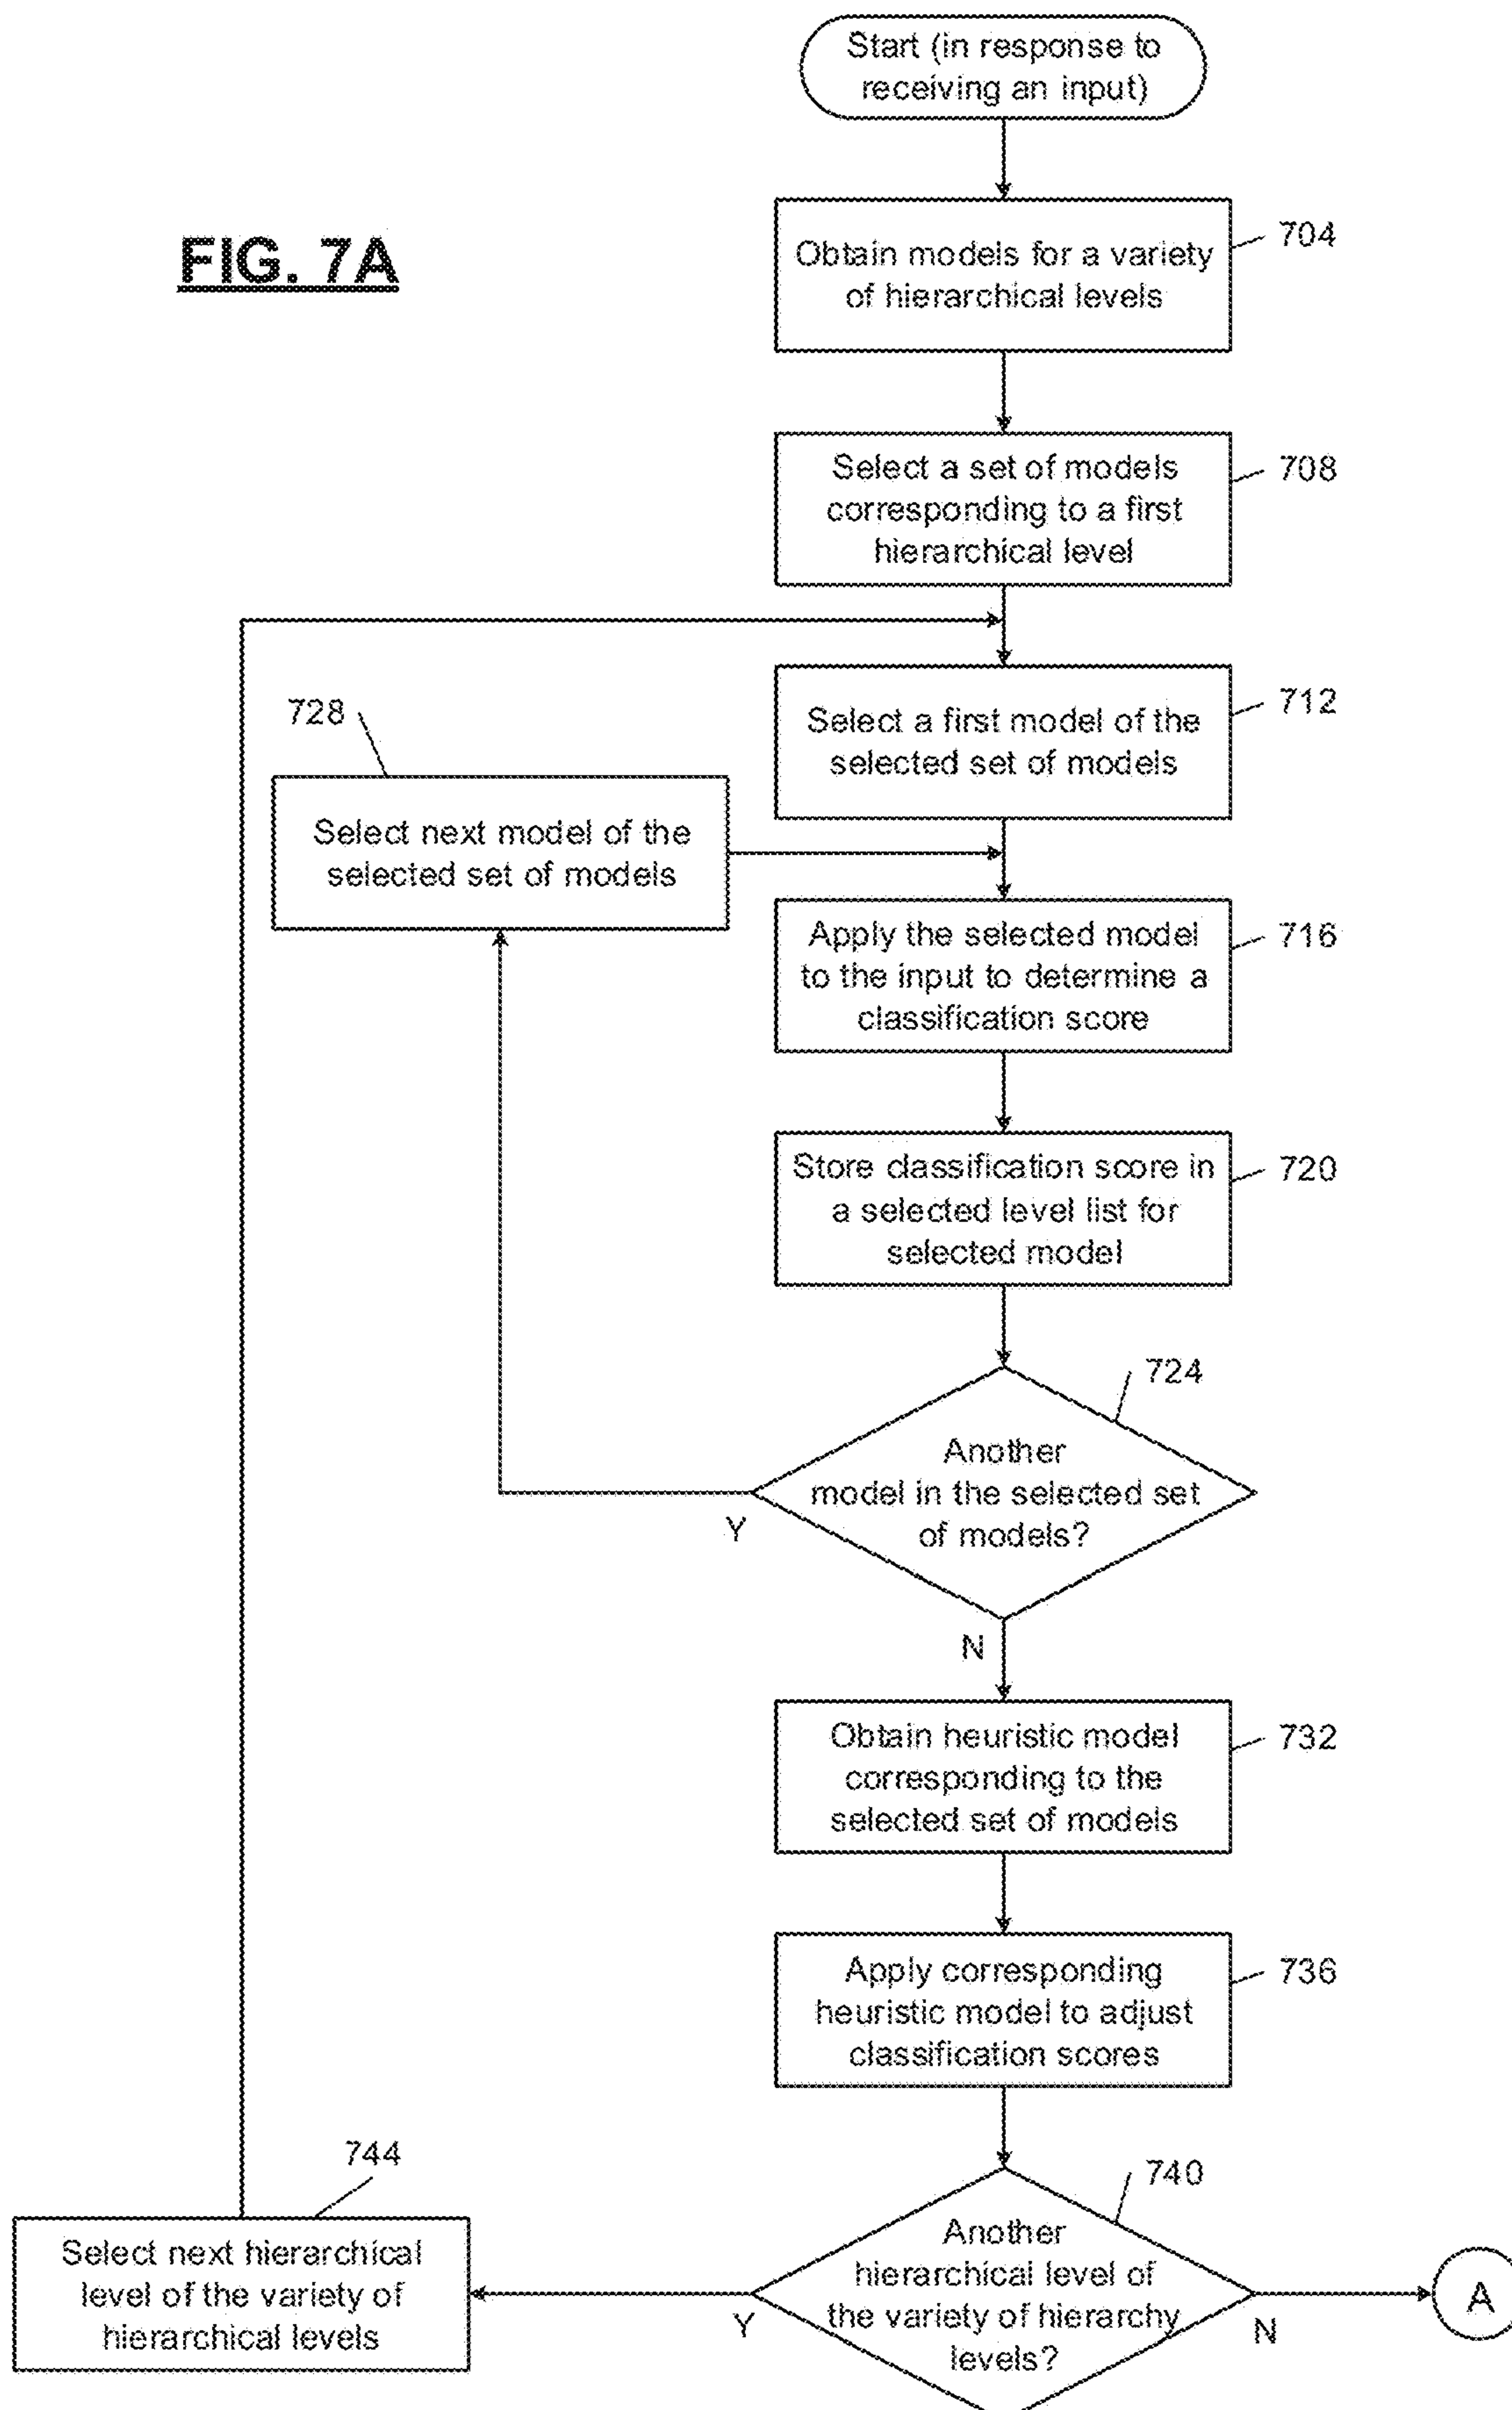 Start (in response to
receiving an input)
FIG. 7A
704
Obtain models for a variety
of hierarchical levels
708
Select a set of models
corresponding to a first
hierarchical level
712
Select a first model of the
selected set of models
728
Select next model of the
selected set of models
716
Apply the selected model
to the input to determine a
classification score
720
Store classification score in
a selected level list for
selected model
724
Another
model in the selected set
of models?
Y
N
732
Obtain heuristic model
corresponding to the
selected set of models
736
Apply corresponding
heuristic model to adjust
classification scores
744
Select next hierarchical
level of the variety of
hierarchical levels
740
Another
hierarchical level of
the variety of hierarchy
levels?
Y
N
A